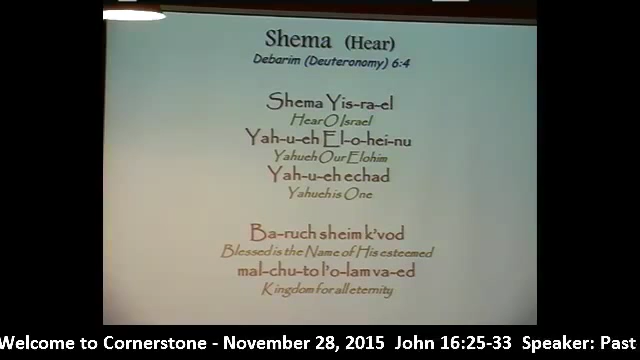 Shema (Hear)
Debarim (Deuteronomy) 6:4
Shema Yis-ra-el
Hear O Israel
Yah-u-eh El-o-hei-nu
Yahueh Our Elohim
Yah-u-eh echad
Yahueh is One
Ba-ruch sheim k'vod
Blessed is the Name of His esteemed
mal-chu-to l'o-lam va-ed
Kingdom for all eternity
Welcome to Cornerstone - November 28, 2015 John 16:25-33 Speaker: Past